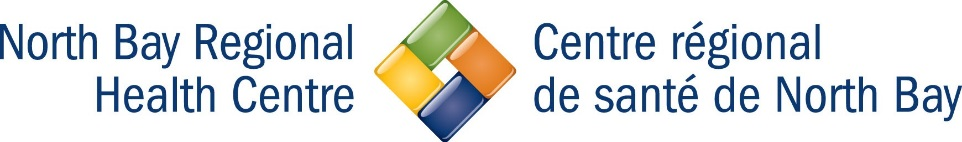 North Bay Regional
Health Centre
Centre régional
de santé de North Bay